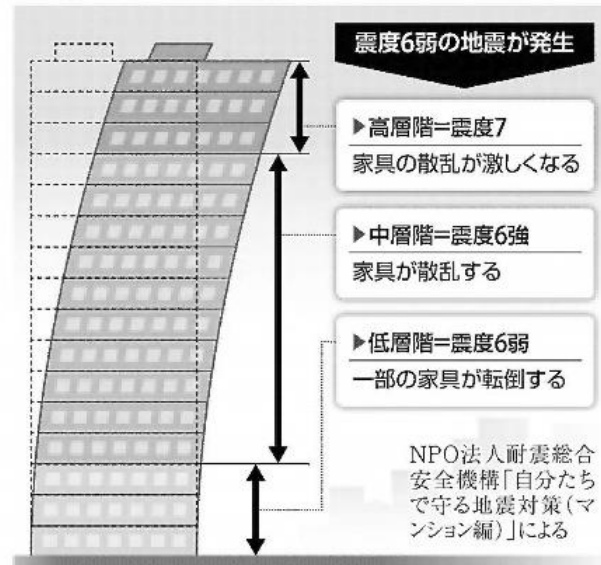 震度6弱の地震が発生
▶高層階=震度7
家具の散乱が激しくなる
▶中層階=震度6強
家具が散乱する
▶低層階=震度6弱
一部の家具が転倒する
NPO法人耐震総合
安全機構「自分たち
で守る地震対策(マ
ンション編)」による